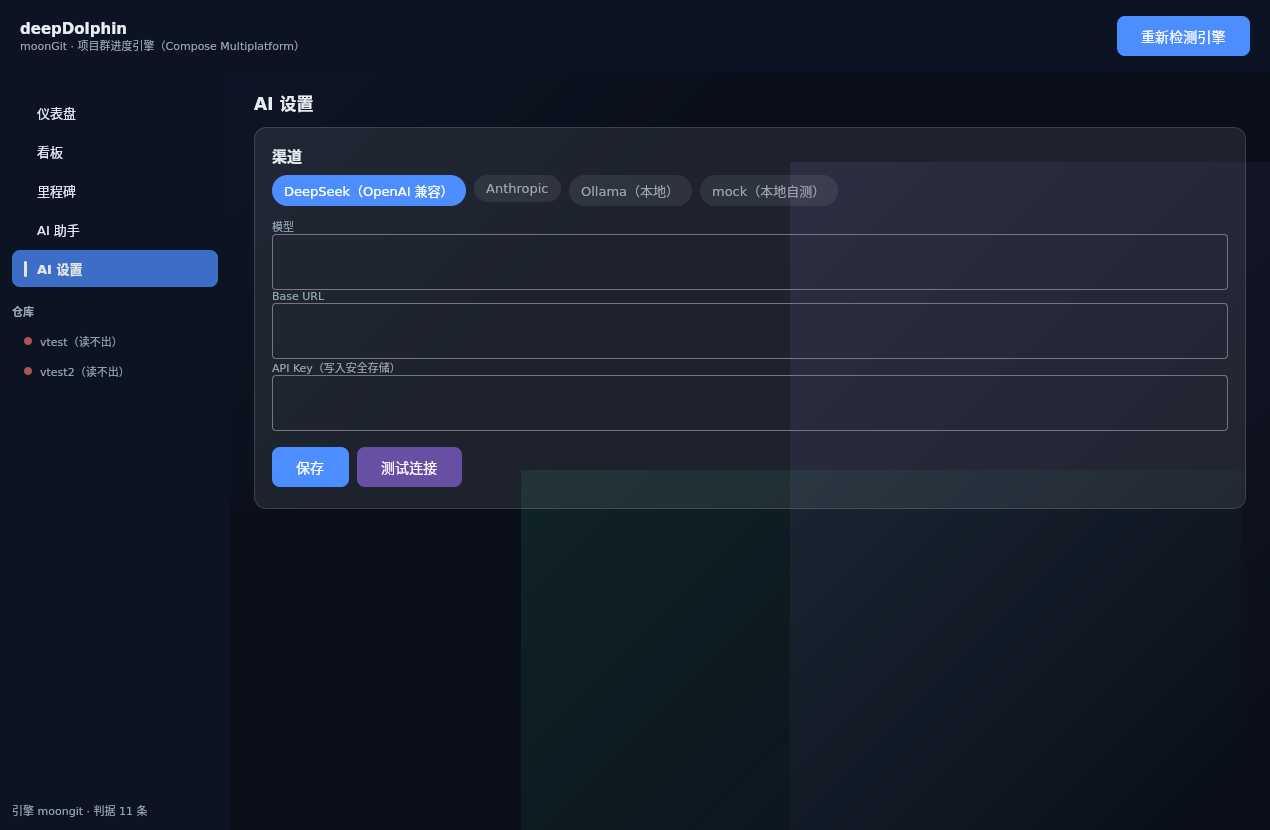 deepDolphin
moonGit · 项目群进度引擎（Compose Multiplatform）
重新检测引擎
仪表盘
看板
里程碑
AI 助手
AI 设置
仓库
vtest（读不出）
vtest2（读不出）
引擎 moongit · 判据 11 条
AI 设置
渠道
DeepSeek（OpenAI 兼容） Anthropic Ollama（本地） mock（本地自测）
模型
Base URL
API Key（写入安全存储）
保存 测试连接